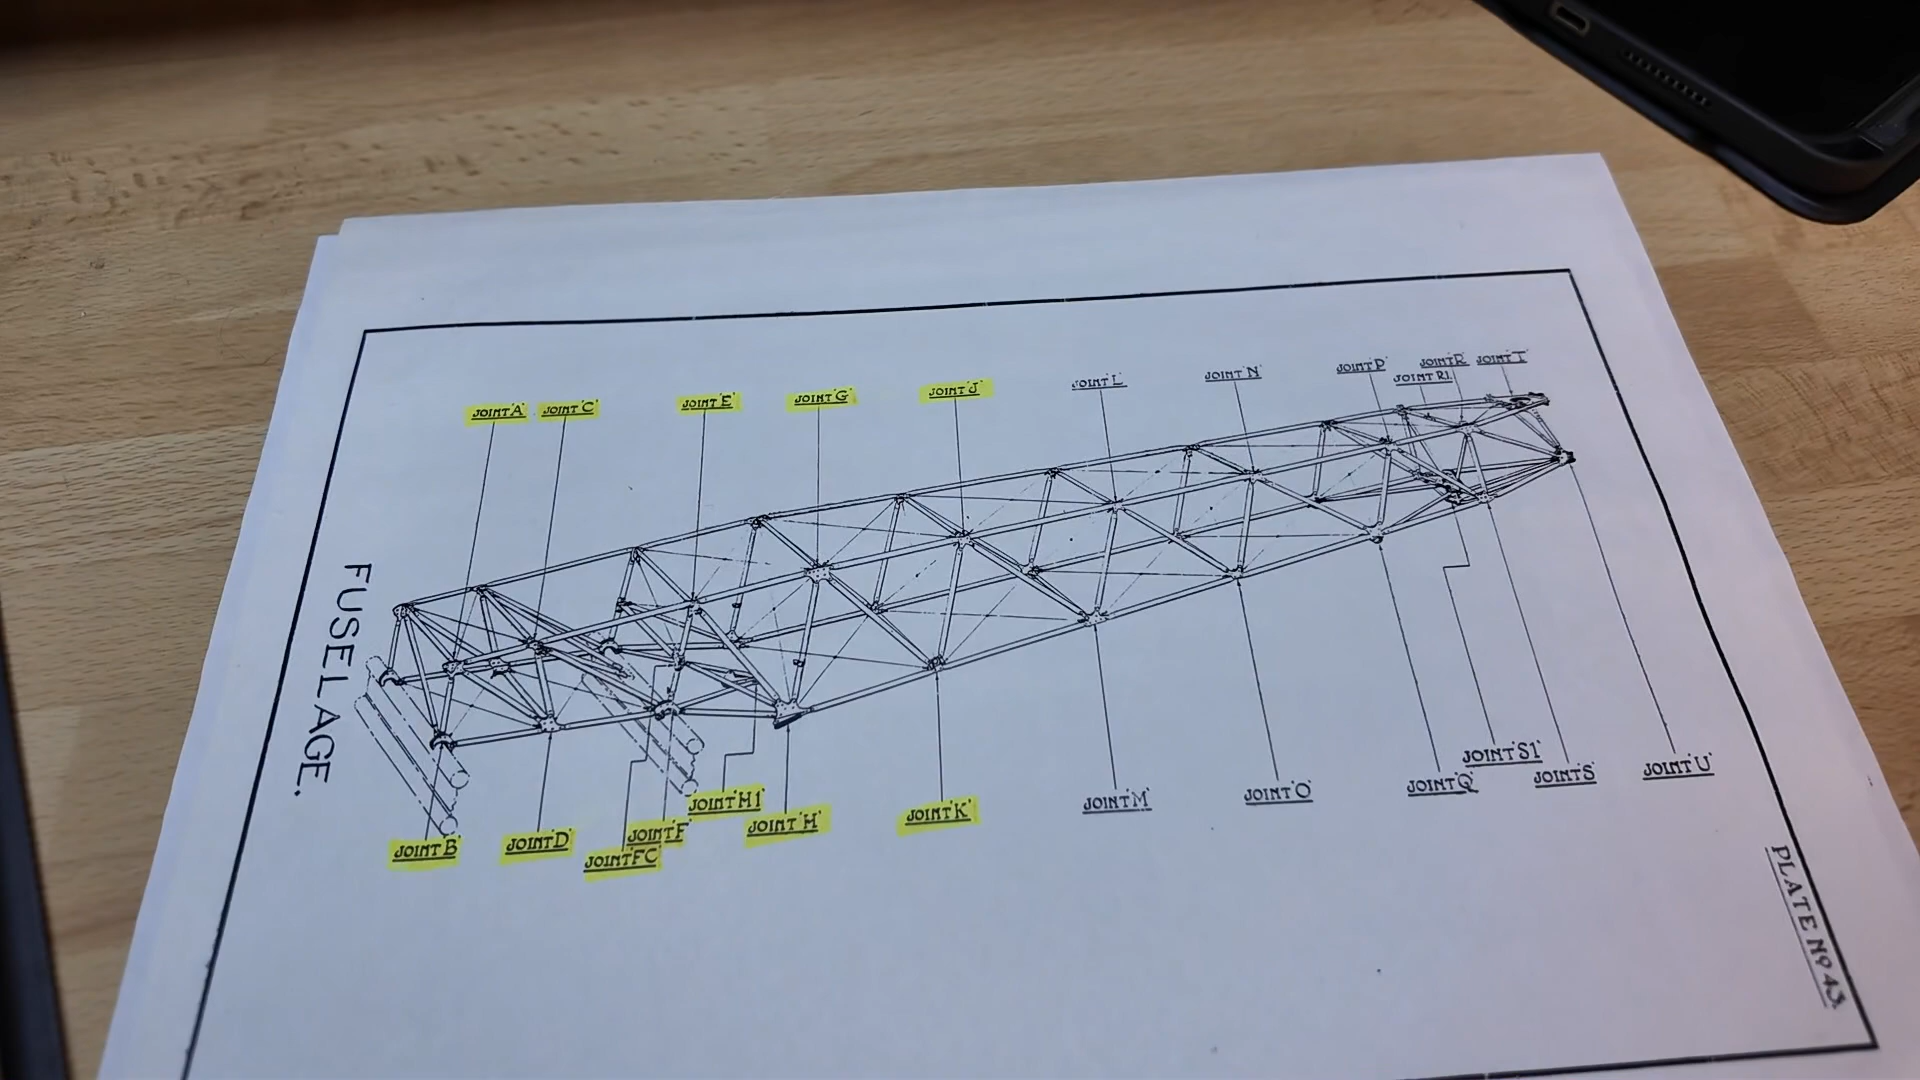 JOINT 'A'
JOINT 'C'
JOINT 'E'
JOINT 'G'
JOINT 'J'
JOINT 'L'
JOINT 'N'
JOINT 'P'
JOINT 'R'
JOINT R1.
JOINT 'T'
FUSELAGE.
JOINT 'B'
JOINT 'D'
JOINT 'FC'
JOINT 'F'
JOINT 'H1'
JOINT 'H'
JOINT 'K'
JOINT 'M'
JOINT 'O'
JOINT 'Q'
JOINT 'S1'
JOINT 'S'
JOINT 'U'
PLATE Nº 43.